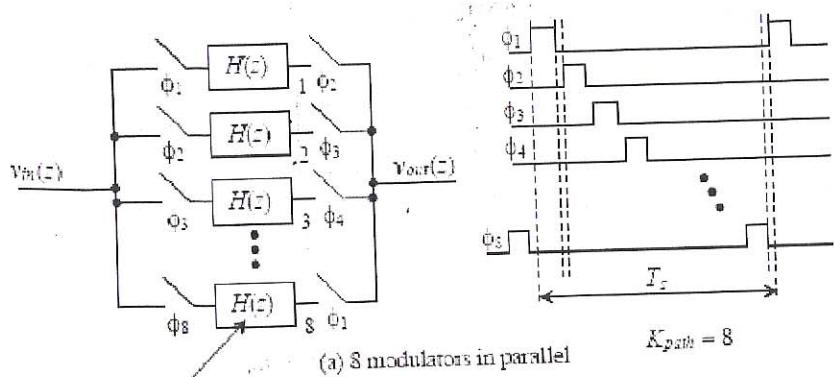 H(z)
ϕ1
1
ϕ2
H(z)
ϕ2
2
ϕ3
vin(z)
vout(z)
H(z)
ϕ3
3
ϕ4
H(z)
ϕ8
8
ϕ1
(a) 8 modulators in parallel
ϕ1
ϕ2
ϕ3
ϕ4
ϕ8
Ts
Kpath = 8